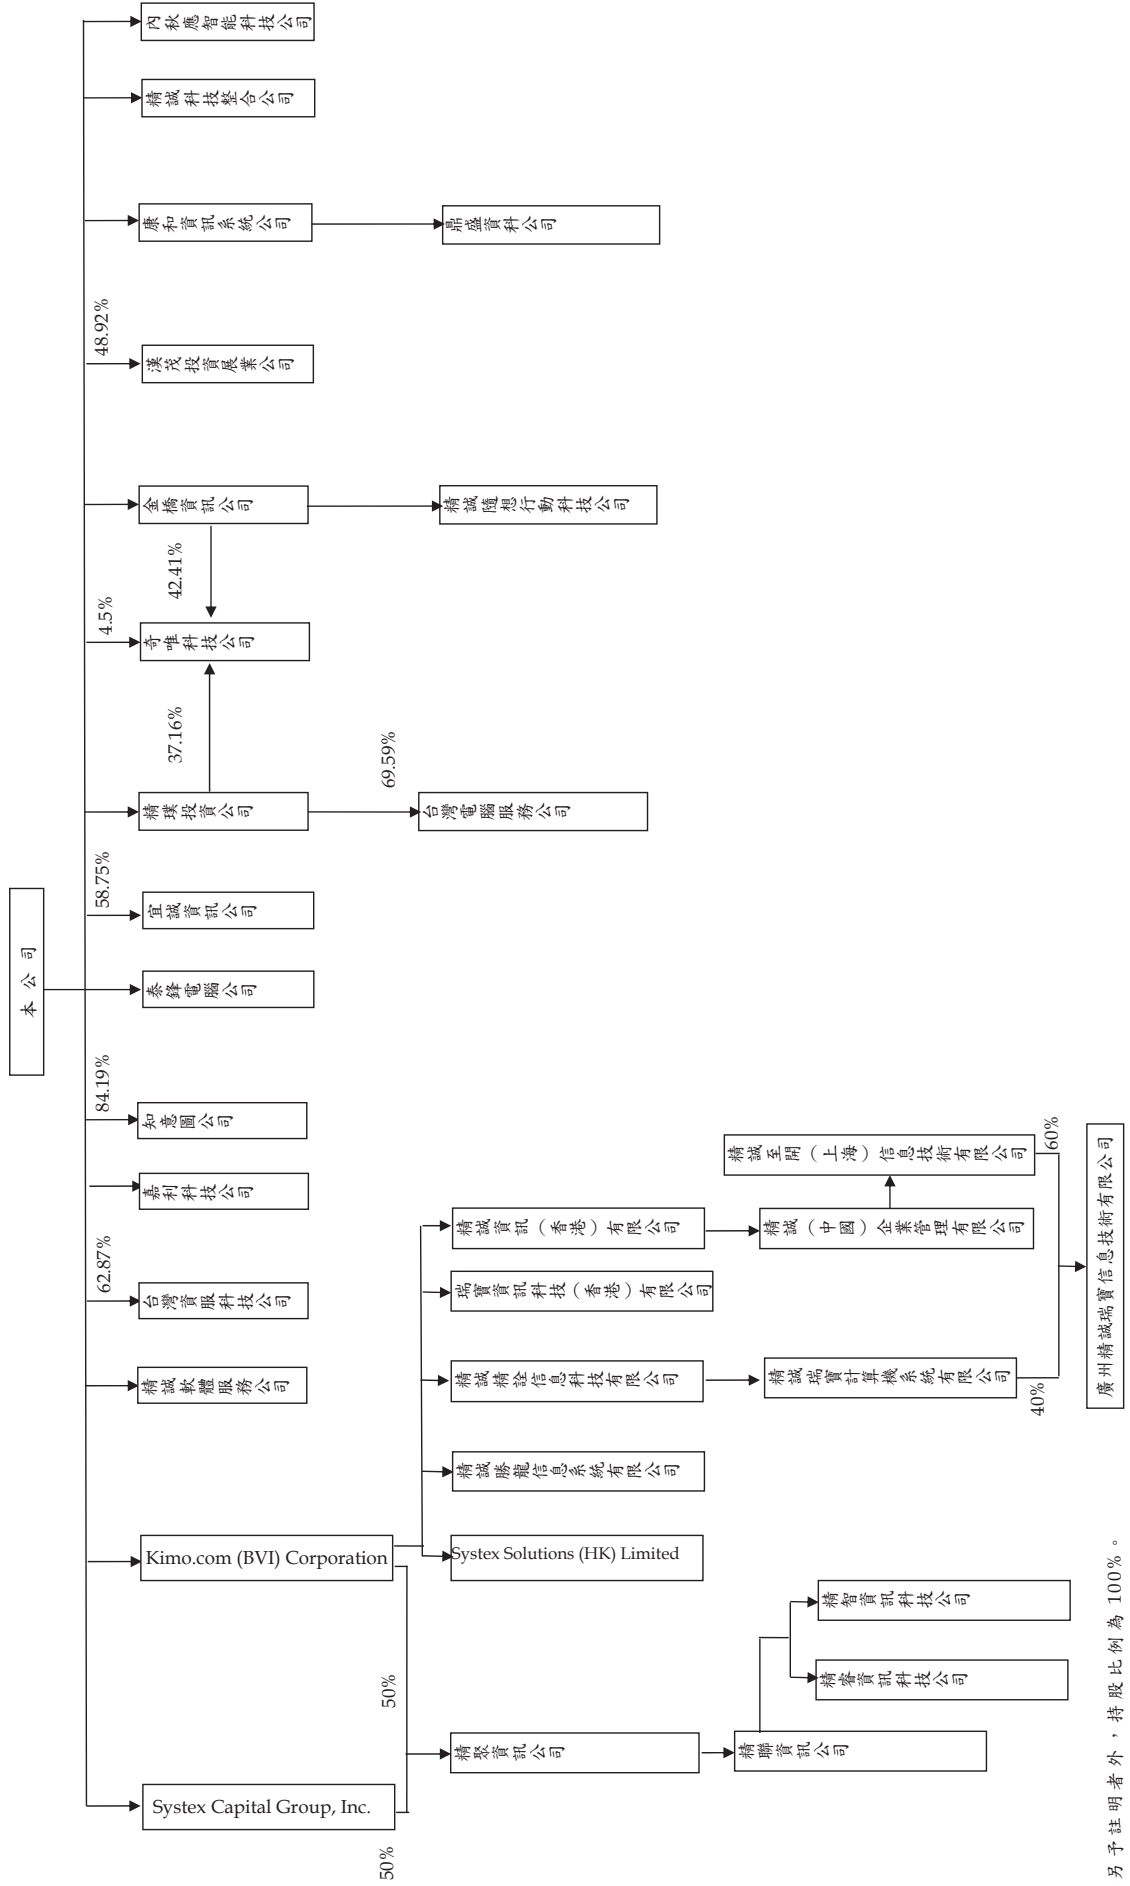 本公司
Systex Capital Group, Inc.
Kimo.com (BVI) Corporation
精誠軟體服務公司
62.87%
台灣資服科技公司
嘉利科技公司
84.19%
知意圖公司
泰鋒電腦公司
58.75%
宜誠資訊公司
精璞投資公司
4.5%
奇唯科技公司
金橋資訊公司
48.92%
漢茂投資展業公司
康和資訊系統公司
精誠科技整合公司
內秋應智能科技公司
37.16%
42.41%
50%
50%
精聚資訊公司
Systex Solutions (HK) Limited
精誠勝龍信息系統有限公司
精誠精詮信息科技有限公司
瑞寶資訊科技（香港）有限公司
精誠資訊（香港）有限公司
69.59%
台灣電腦服務公司
精誠隨想行動科技公司
鼎盛資科公司
精聯資訊公司
精睿資訊科技公司
精智資訊科技公司
精誠瑞寶計算機系統有限公司
精誠（中國）企業管理有限公司
精誠至開（上海）信息技術有限公司
40%
60%
廣州精誠瑞寶信息技術有限公司
另予註明者外，持股比例為 100%。